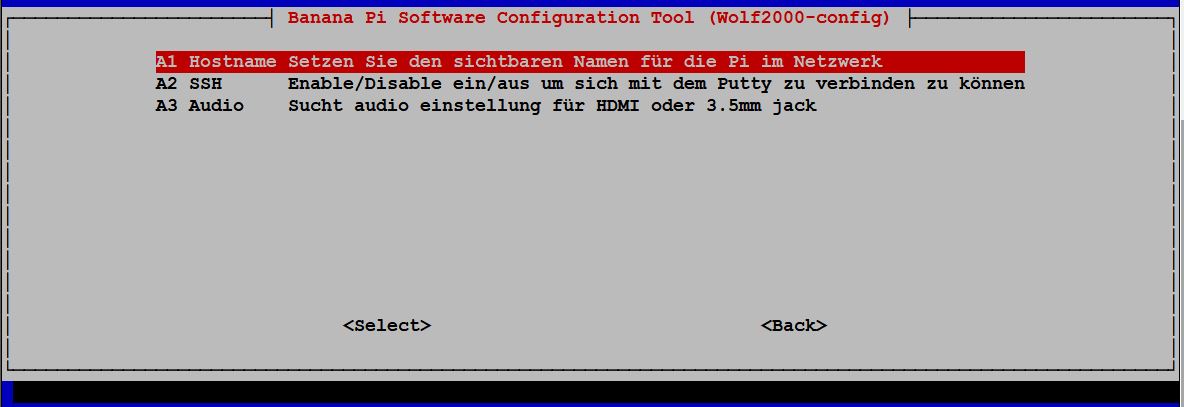 Banana Pi Software Configuration Tool (Wolf2000-config)
A1 Hostname Setzen Sie den sichtbaren Namen für die Pi im Netzwerk
A2 SSH Enable/Disable ein/aus um sich mit dem Putty zu verbinden zu können
A3 Audio Sucht audio einstellung für HDMI oder 3.5mm jack
<Select> <Back>